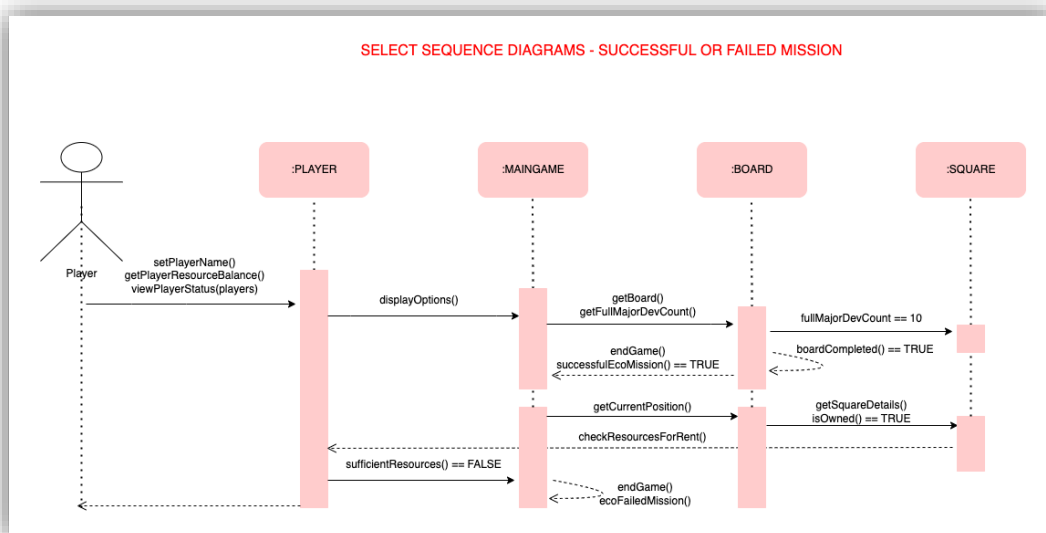 SELECT SEQUENCE DIAGRAMS - SUCCESSFUL OR FAILED MISSION
:PLAYER
:MAINGAME
:BOARD
:SQUARE
Player
setPlayerName()
getPlayerResourceBalance()
viewPlayerStatus(players)
displayOptions()
getBoard()
getFullMajorDevCount()
fullMajorDevCount == 10
boardCompleted() == TRUE
endGame()
successfulEcoMission() == TRUE
getCurrentPosition()
getSquareDetails()
isOwned() == TRUE
checkResourcesForRent()
sufficientResources() == FALSE
endGame()
ecoFailedMission()